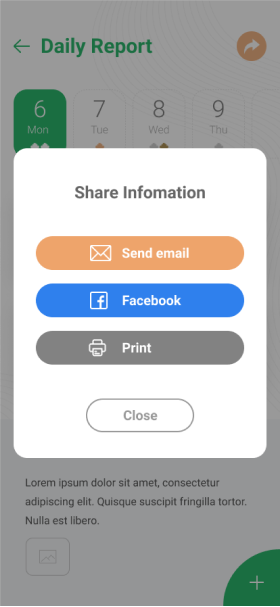 Daily Report
6 7 8 9
Mon Tue Wed Thu
Share Infomation
Send email
Facebook
Print
Close
Lorem ipsum dolor sit amet, consectetur
adipiscing elit. Quisque suscipit fringilla tortor.
Nulla est libero.